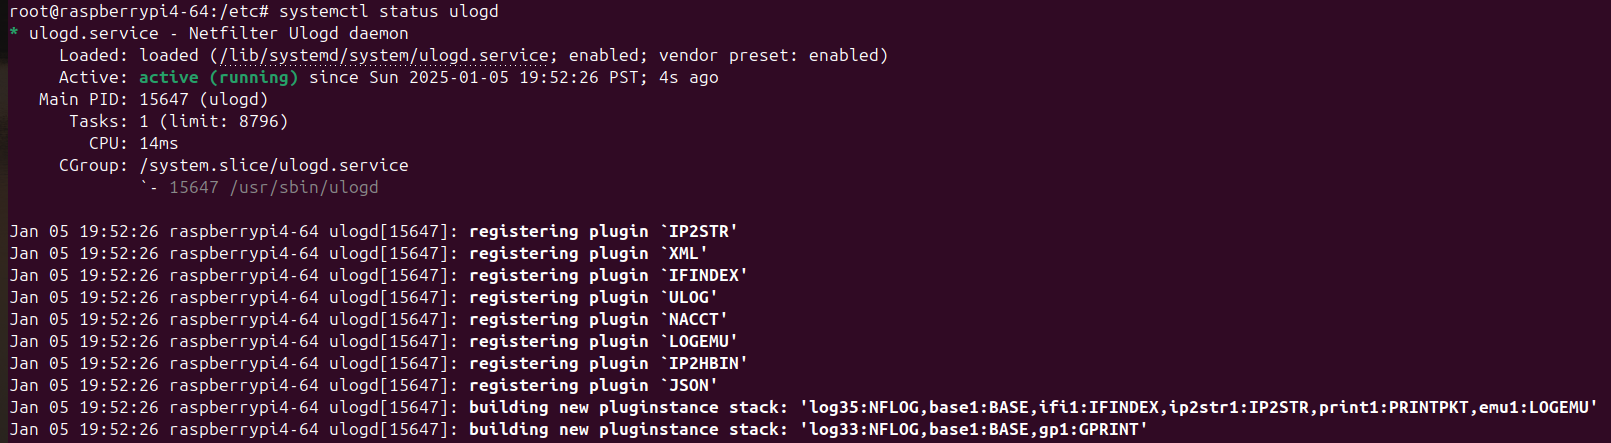 root@raspberrypi4-64:/etc# systemctl status ulogd
* ulogd.service - Netfilter Ulogd daemon
     Loaded: loaded (/lib/systemd/system/ulogd.service; enabled; vendor preset: enabled)
     Active: active (running) since Sun 2025-01-05 19:52:26 PST; 4s ago
   Main PID: 15647 (ulogd)
      Tasks: 1 (limit: 8796)
        CPU: 14ms
     CGroup: /system.slice/ulogd.service
             `- 15647 /usr/sbin/ulogd

Jan 05 19:52:26 raspberrypi4-64 ulogd[15647]: registering plugin `IP2STR'
Jan 05 19:52:26 raspberrypi4-64 ulogd[15647]: registering plugin `XML'
Jan 05 19:52:26 raspberrypi4-64 ulogd[15647]: registering plugin `IFINDEX'
Jan 05 19:52:26 raspberrypi4-64 ulogd[15647]: registering plugin `ULOG'
Jan 05 19:52:26 raspberrypi4-64 ulogd[15647]: registering plugin `NACCT'
Jan 05 19:52:26 raspberrypi4-64 ulogd[15647]: registering plugin `LOGEMU'
Jan 05 19:52:26 raspberrypi4-64 ulogd[15647]: registering plugin `IP2HBIN'
Jan 05 19:52:26 raspberrypi4-64 ulogd[15647]: registering plugin `JSON'
Jan 05 19:52:26 raspberrypi4-64 ulogd[15647]: building new pluginstance stack: 'log35:NFLOG,base1:BASE,ifi1:IFINDEX,ip2str1:IP2STR,print1:PRINTPKT,emu1:LOGEMU'
Jan 05 19:52:26 raspberrypi4-64 ulogd[15647]: building new pluginstance stack: 'log33:NFLOG,base1:BASE,gp1:GPRINT'